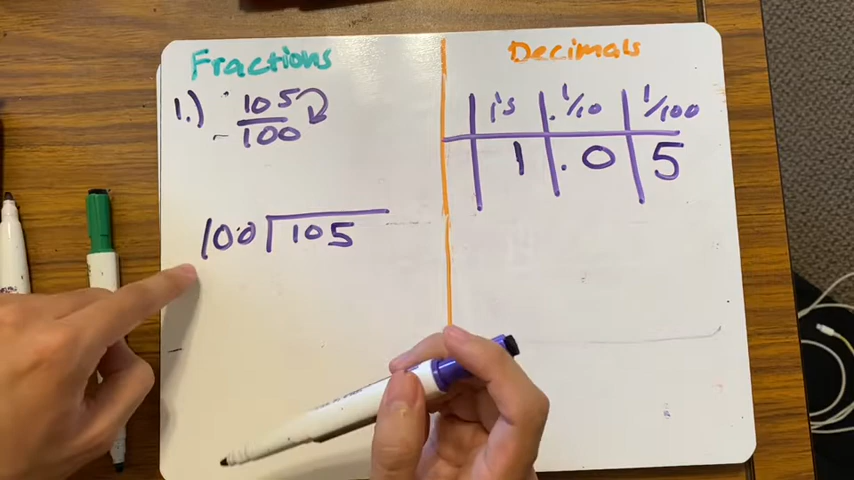 Fractions
1.) 105
100
100 105
Decimals
1's .1/10 1/100
1 .0 5